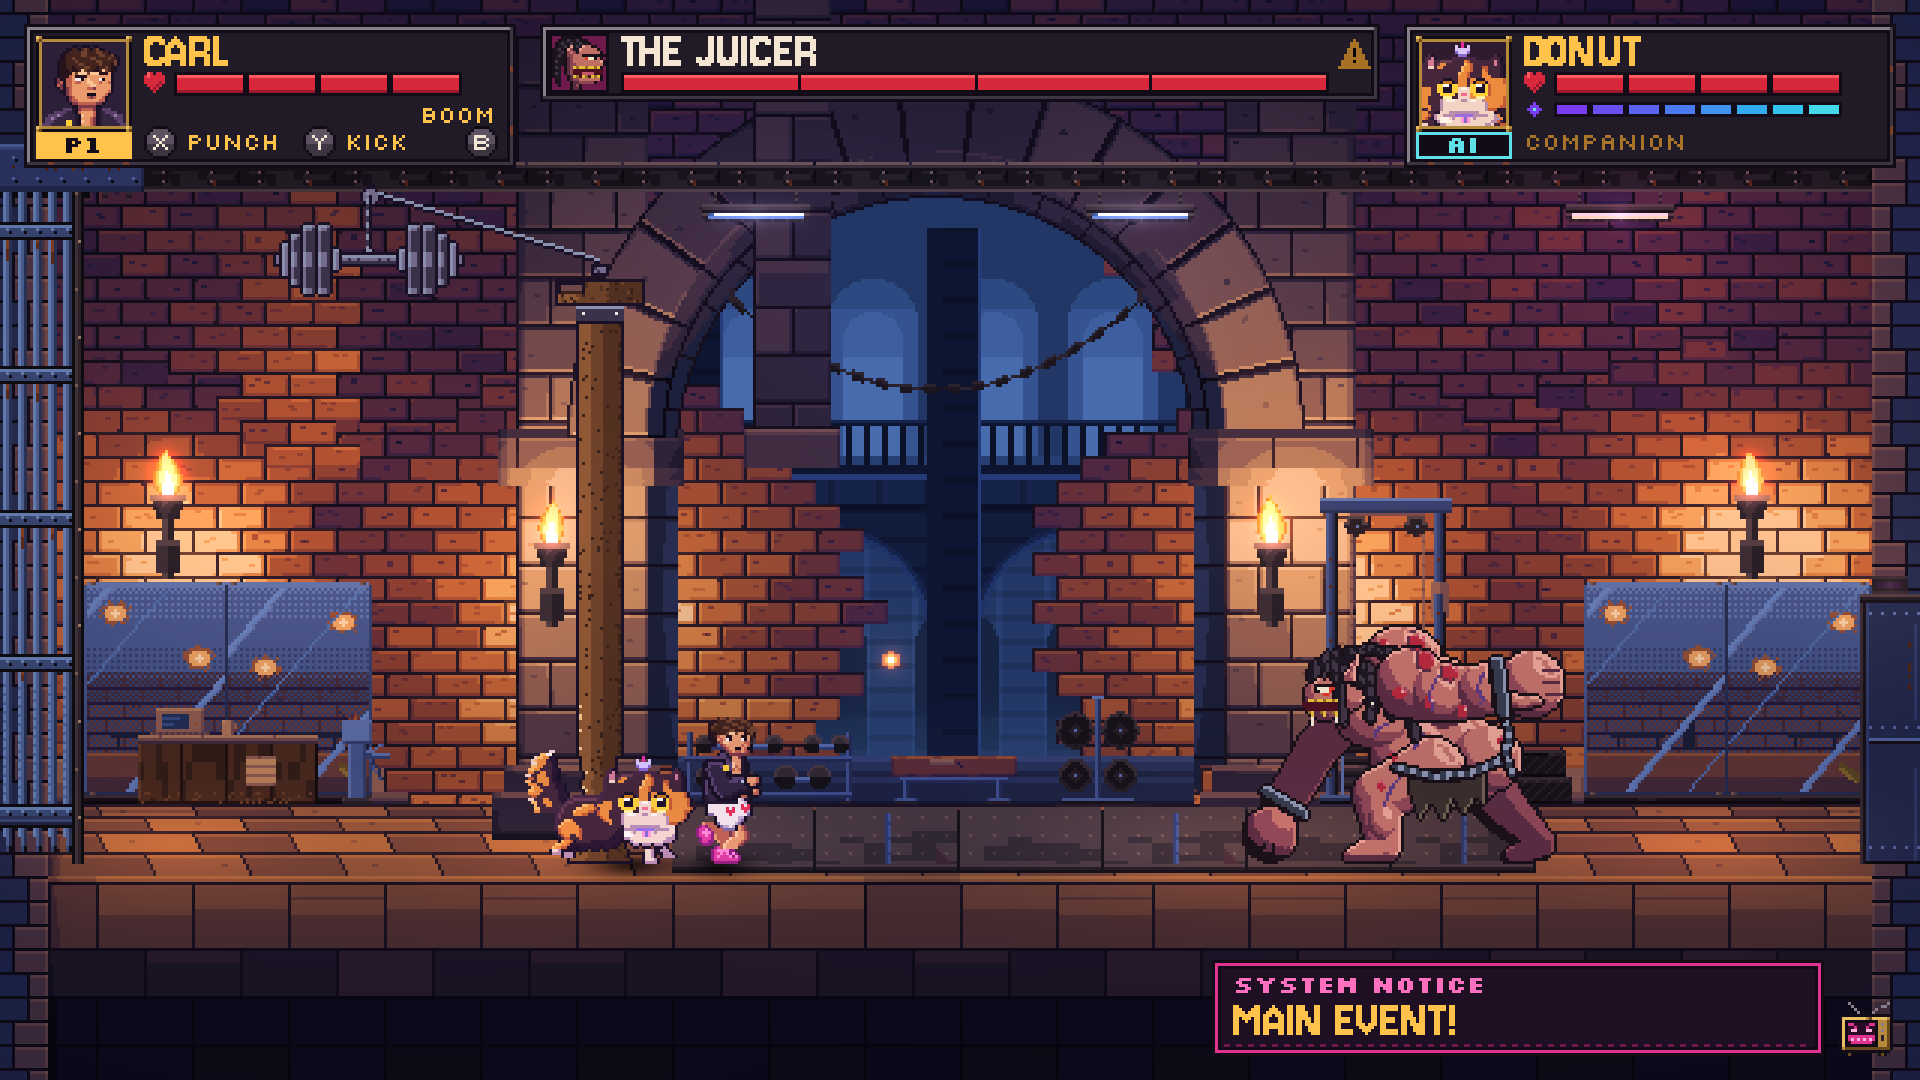 CARL
BOOM
P1
X PUNCH Y KICK B
THE JUICER
DONUT
AI
COMPANION
SYSTEM NOTICE
MAIN EVENT!